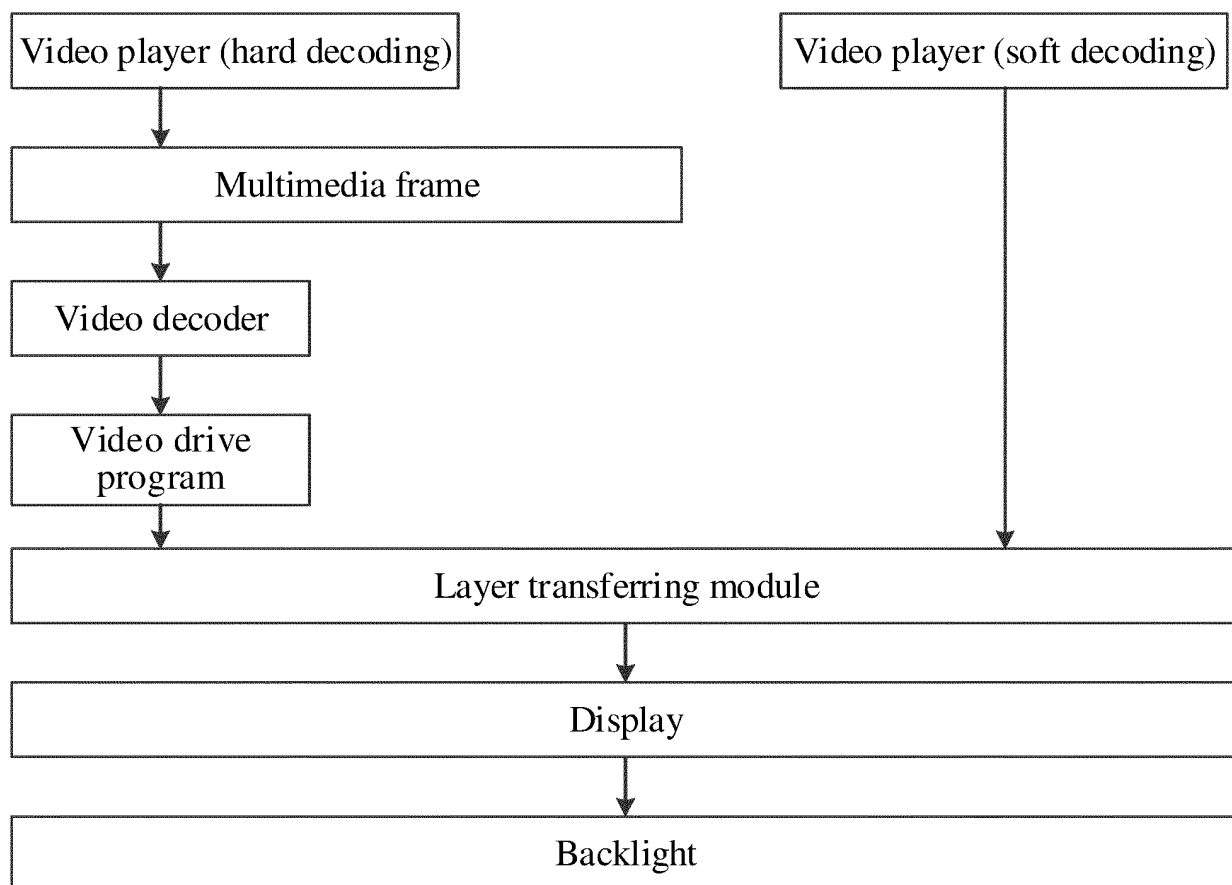 Video player (hard decoding)
Video player (soft decoding)
Multimedia frame
Video decoder
Video drive
program
Layer transferring module
Display
Backlight